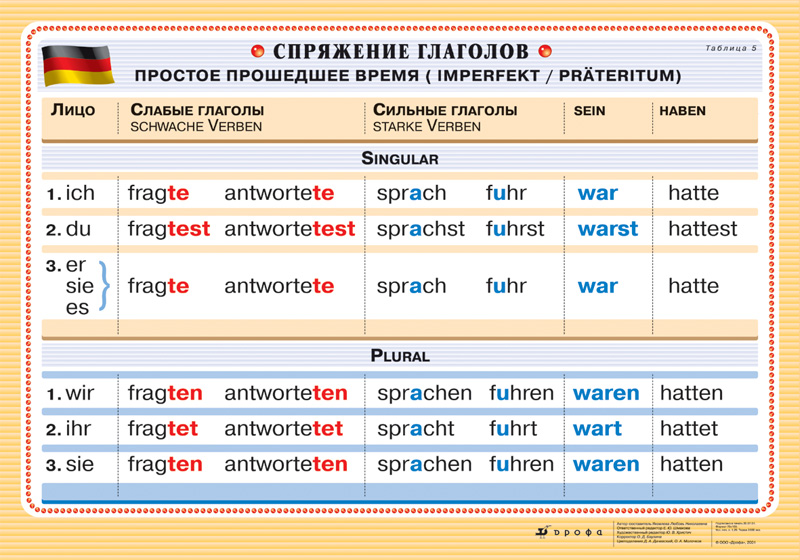 СПРЯЖЕНИЕ ГЛАГОЛОВ
Таблица 5
ПРОСТОЕ ПРОШЕДШЕЕ ВРЕМЯ ( IMPERFEKT / PRÄTERITUM)
Лицо Слабые глаголы Сильные глаголы SEIN HABEN
SCHWACHE VERBEN STARKE VERBEN
SINGULAR
1. ich fragte antwortete sprach fuhr war hatte
2. du fragtest antwortetest sprachst fuhrst warst hattest
3. er
sie fragte antwortete sprach fuhr war hatte
es
PLURAL
1. wir fragten antworteten sprachen fuhren waren hatten
2. ihr fragtet antwortetet spracht fuhrt wart hattet
3. sie fragten antworteten sprachen fuhren waren hatten
дрофа